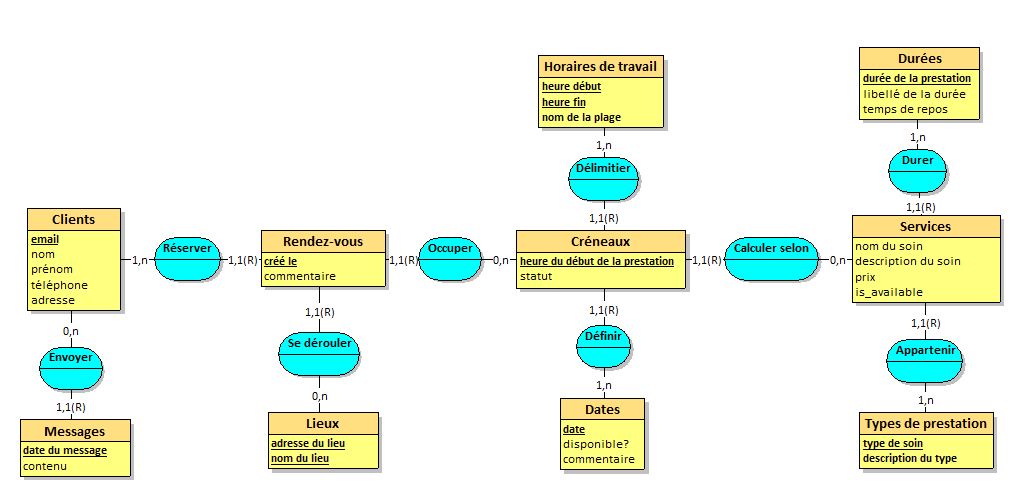 Horaires de travail
heure début
heure fin
nom de la plage
1,n
Délimitier
1,1(R)
Durées
durée de la prestation
libellé de la durée
temps de repos
1,n
Durer
1,1(R)
Clients
email
nom
prénom
téléphone
adresse
1,n
Réserver
1,1(R)
Rendez-vous
créé le
commentaire
1,1(R)
Occuper
0,n
Créneaux
heure du début de la prestation
statut
1,1(R)
Calculer selon
0,n
Services
nom du soin
description du soin
prix
is_available
0,n
Envoyer
1,1(R)
Messages
date du message
contenu
1,1(R)
Se dérouler
0,n
Lieux
adresse du lieu
nom du lieu
1,1(R)
Définir
1,n
Dates
date
disponible?
commentaire
1,1(R)
Appartenir
1,n
Types de prestation
type de soin
description du type